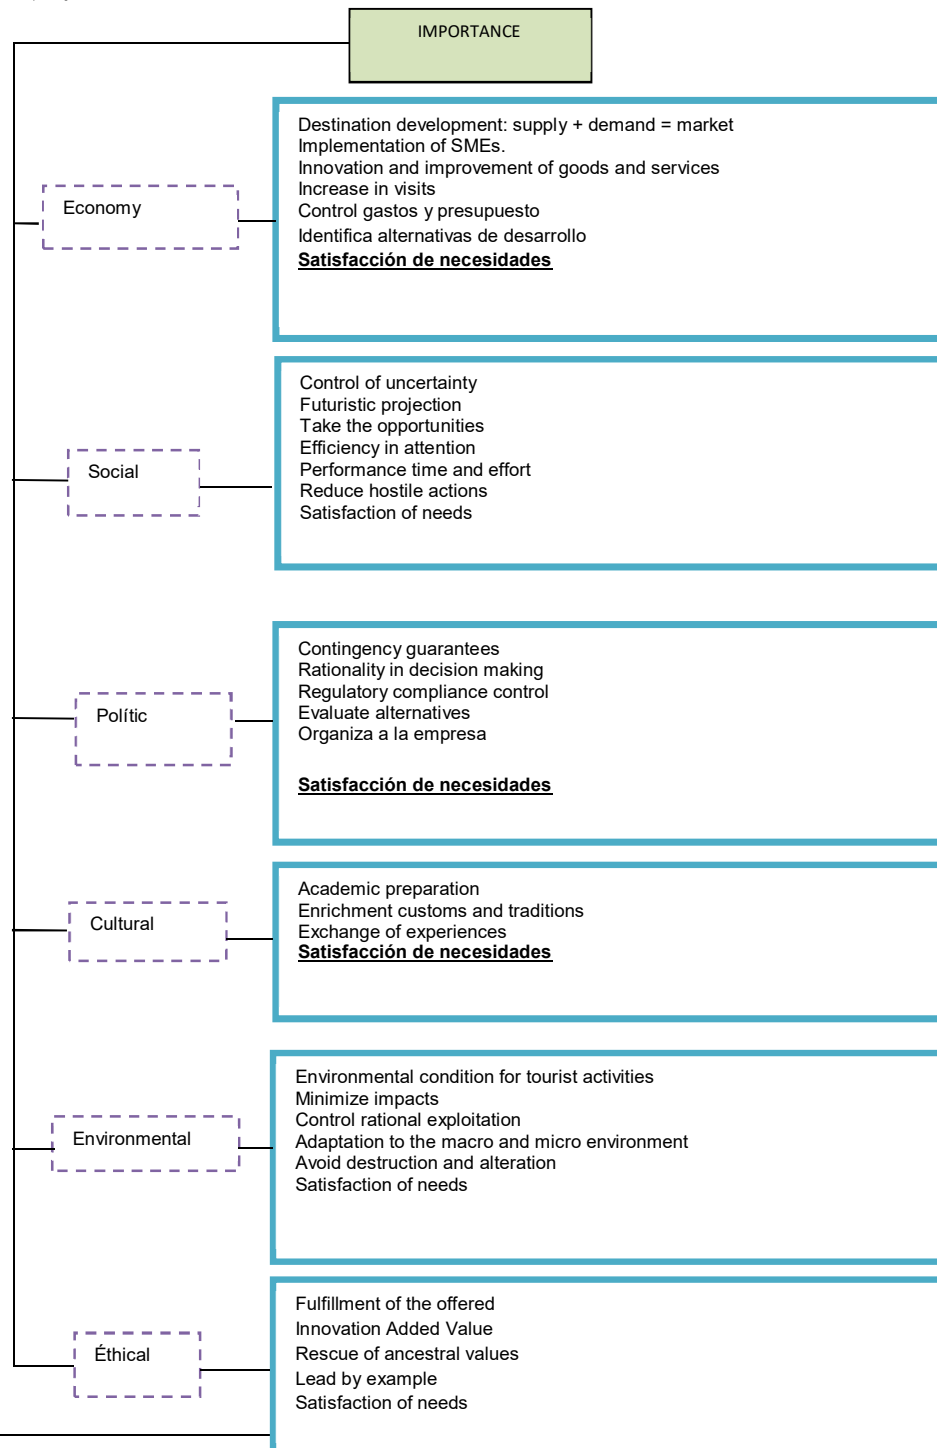 IMPORTANCE
Economy
Destination development: supply + demand = market
Implementation of SMEs.
Innovation and improvement of goods and services
Increase in visits
Control gastos y presupuesto
Identifica alternativas de desarrollo
Satisfacción de necesidades
Social
Control of uncertainty
Futuristic projection
Take the opportunities
Efficiency in attention
Performance time and effort
Reduce hostile actions
Satisfaction of needs
Polític
Contingency guarantees
Rationality in decision making
Regulatory compliance control
Evaluate alternatives
Organiza a la empresa
Satisfacción de necesidades
Cultural
Academic preparation
Enrichment customs and traditions
Exchange of experiences
Satisfacción de necesidades
Environmental
Environmental condition for tourist activities
Minimize impacts
Control rational exploitation
Adaptation to the macro and micro environment
Avoid destruction and alteration
Satisfaction of needs
Éthical
Fulfillment of the offered
Innovation Added Value
Rescue of ancestral values
Lead by example
Satisfaction of needs